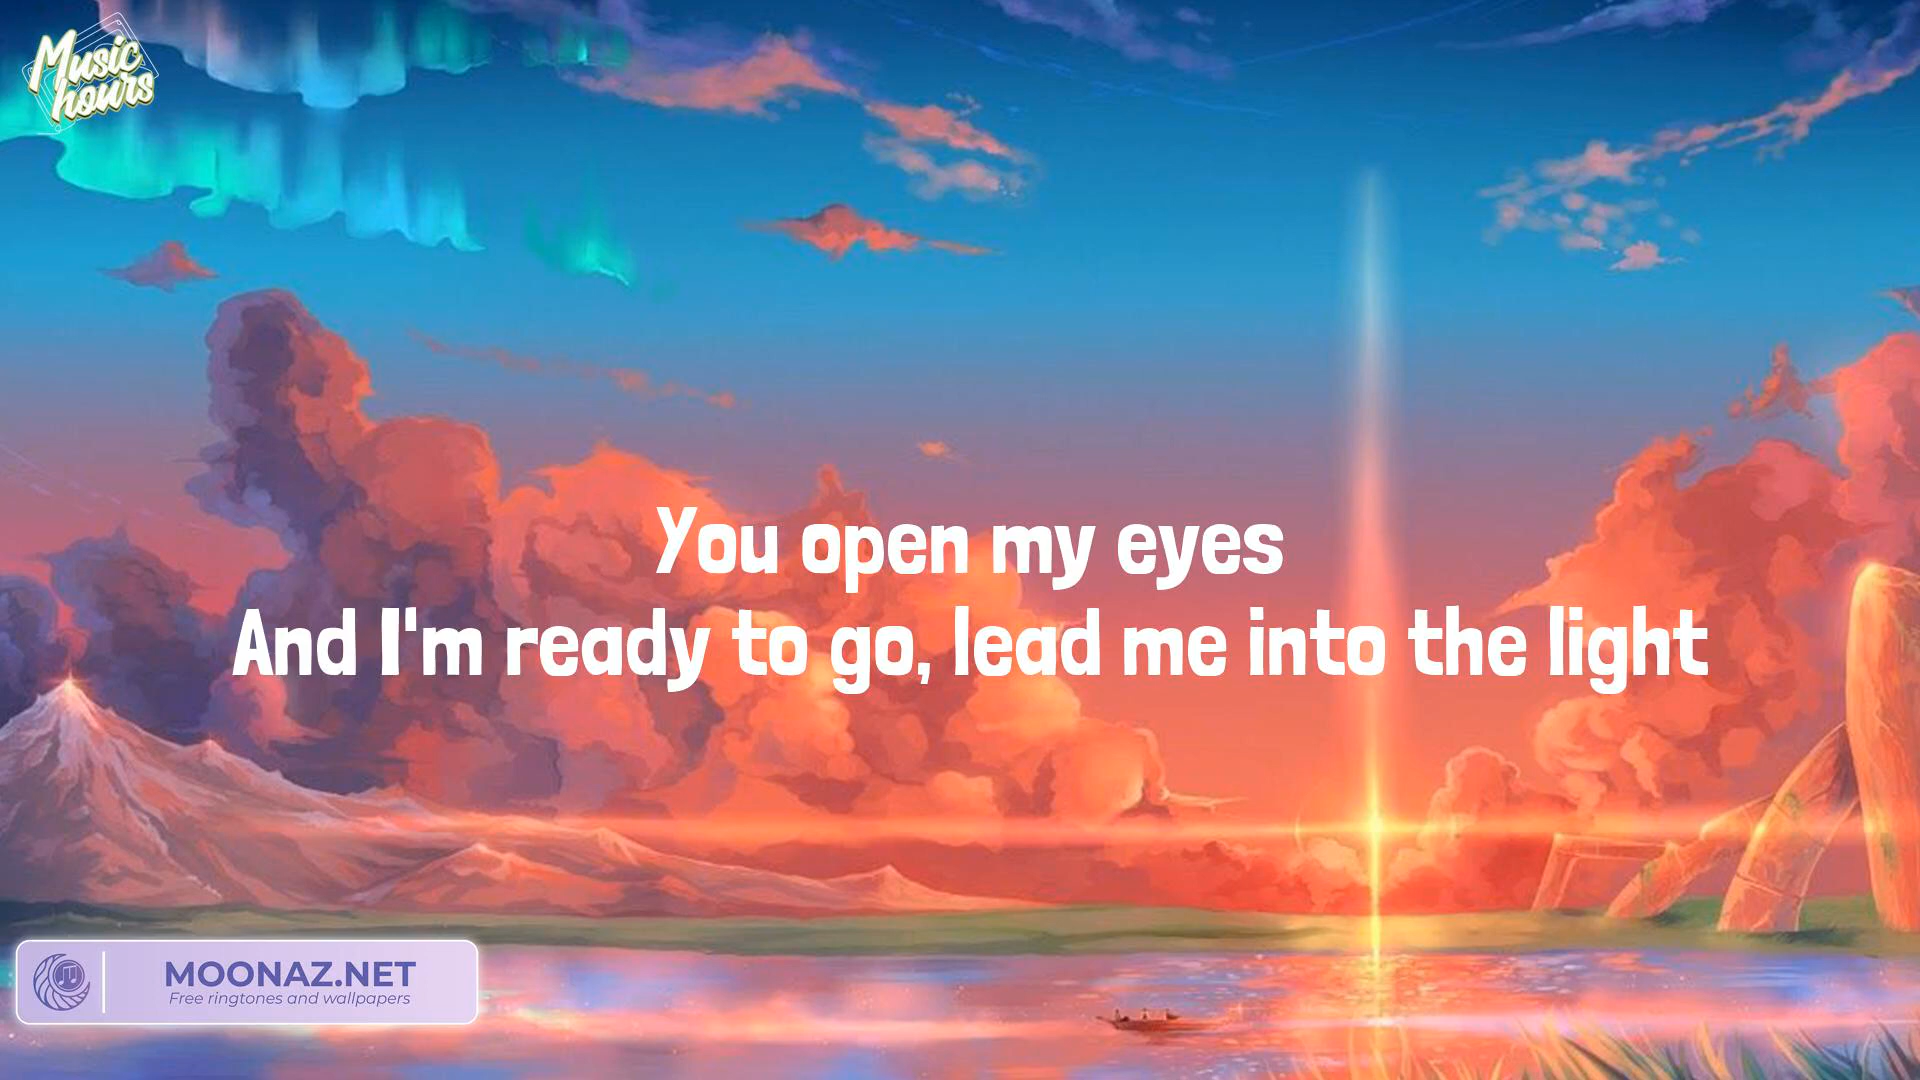 Music
hours
You open my eyes
And I'm ready to go, lead me into the light
MOONAZ.NET
Free ringtones and wallpapers